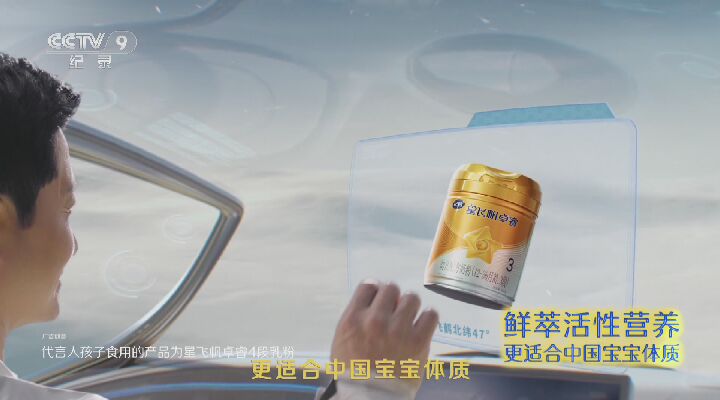 CCTV 9
纪录
星飞帆卓睿
3
飞鹤北纬47°
鲜萃活性营养
更适合中国宝宝体质
广告创意
代言人孩子食用的产品为星飞帆卓睿4段乳粉
更适合中国宝宝体质